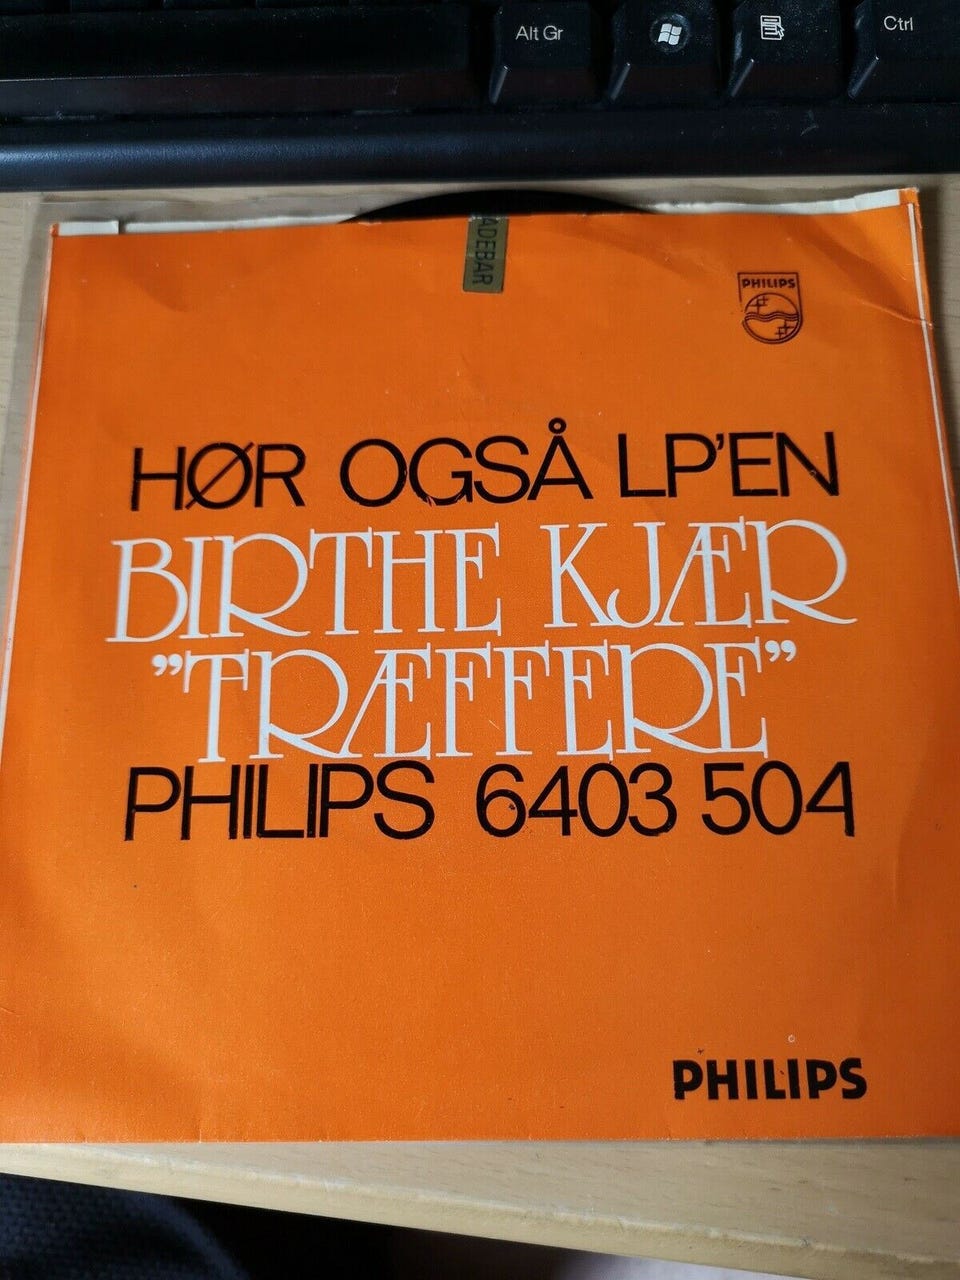 Alt Gr
Ctrl
ADEBAR
PHILIPS
HØR OGSÅ LP'EN
BIRTHE KJÆR
”TRÆFFERE”
PHILIPS 6403 504
PHILIPS